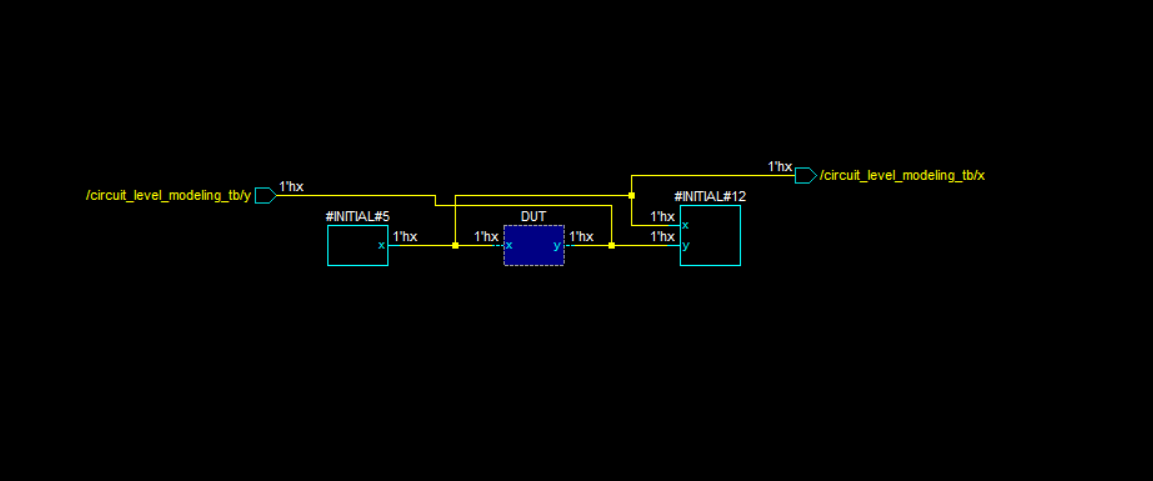 1'hx
/circuit_level_modeling_tb/x
/circuit_level_modeling_tb/y
1'hx
#INITIAL#12
#INITIAL#5
DUT
1'hx
x
x
1'hx
1'hx
x
y
1'hx
1'hx
y